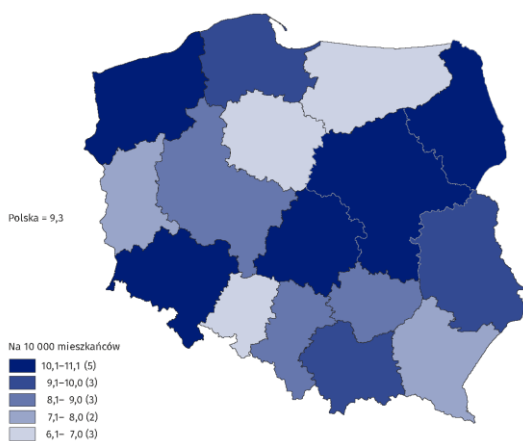 Polska = 9,3
Na 10 000 mieszkańców
10,1–11,1 (5)
9,1–10,0 (3)
8,1– 9,0 (3)
7,1– 8,0 (2)
6,1– 7,0 (3)